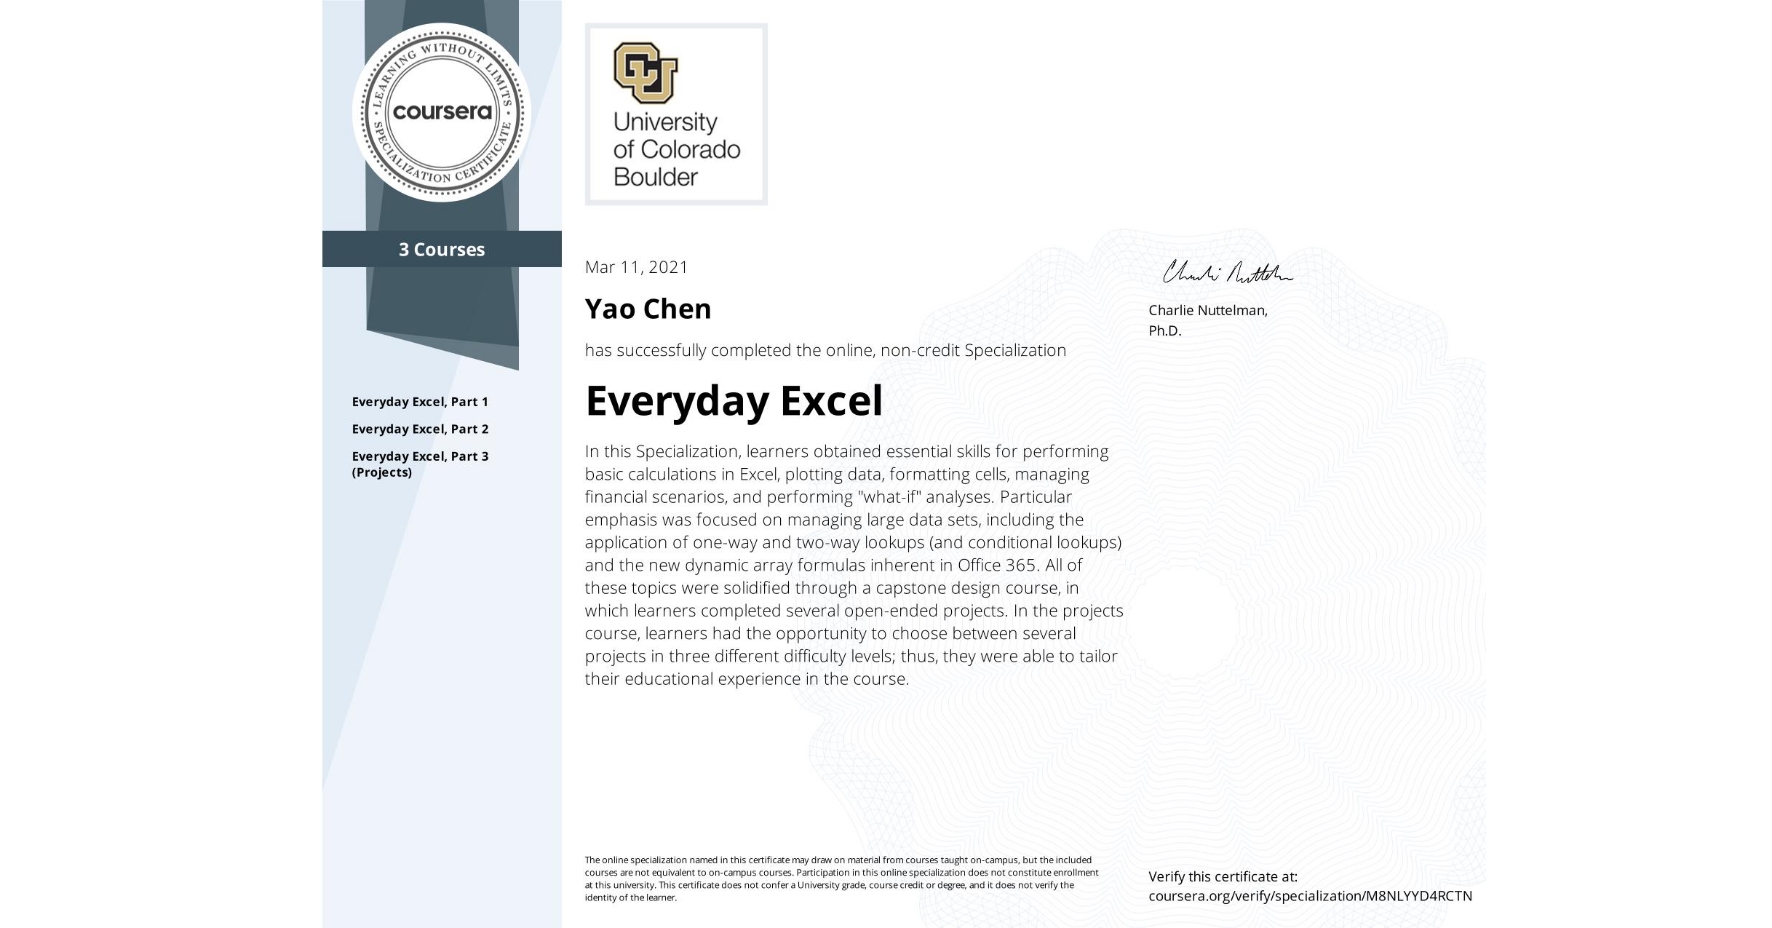 LEARNING WITHOUT LIMITS
coursera
SPECIALIZATION CERTIFICATE
3 Courses
Everyday Excel, Part 1
Everyday Excel, Part 2
Everyday Excel, Part 3
(Projects)
CU
University
of Colorado
Boulder
Mar 11, 2021
Yao Chen
has successfully completed the online, non-credit Specialization
Everyday Excel
In this Specialization, learners obtained essential skills for performing
basic calculations in Excel, plotting data, formatting cells, managing
financial scenarios, and performing "what-if" analyses. Particular
emphasis was focused on managing large data sets, including the
application of one-way and two-way lookups (and conditional lookups)
and the new dynamic array formulas inherent in Office 365. All of
these topics were solidified through a capstone design course, in
which learners completed several open-ended projects. In the projects
course, learners had the opportunity to choose between several
projects in three different difficulty levels; thus, they were able to tailor
their educational experience in the course.
Charlie Nuttelman
Charlie Nuttelman,
Ph.D.
The online specialization named in this certificate may draw on material from courses taught on-campus, but the included
courses are not equivalent to on-campus courses. Participation in this online specialization does not constitute enrollment
at this university. This certificate does not confer a University grade, course credit or degree, and it does not verify the
identity of the learner.
Verify this certificate at:
coursera.org/verify/specialization/M8NLYYD4RCTN